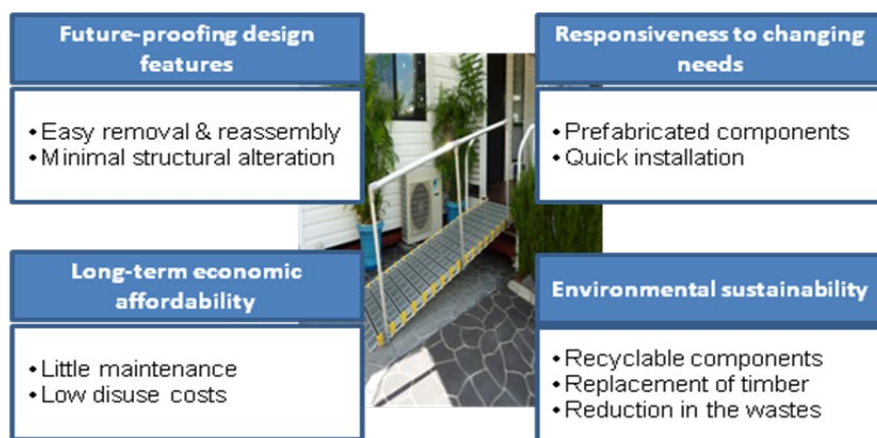 Future-proofing design
features
• Easy removal & reassembly
• Minimal structural alteration
Responsiveness to changing
needs
• Prefabricated components
• Quick installation
Long-term economic
affordability
• Little maintenance
• Low disuse costs
Environmental sustainability
• Recyclable components
• Replacement of timber
• Reduction in the wastes